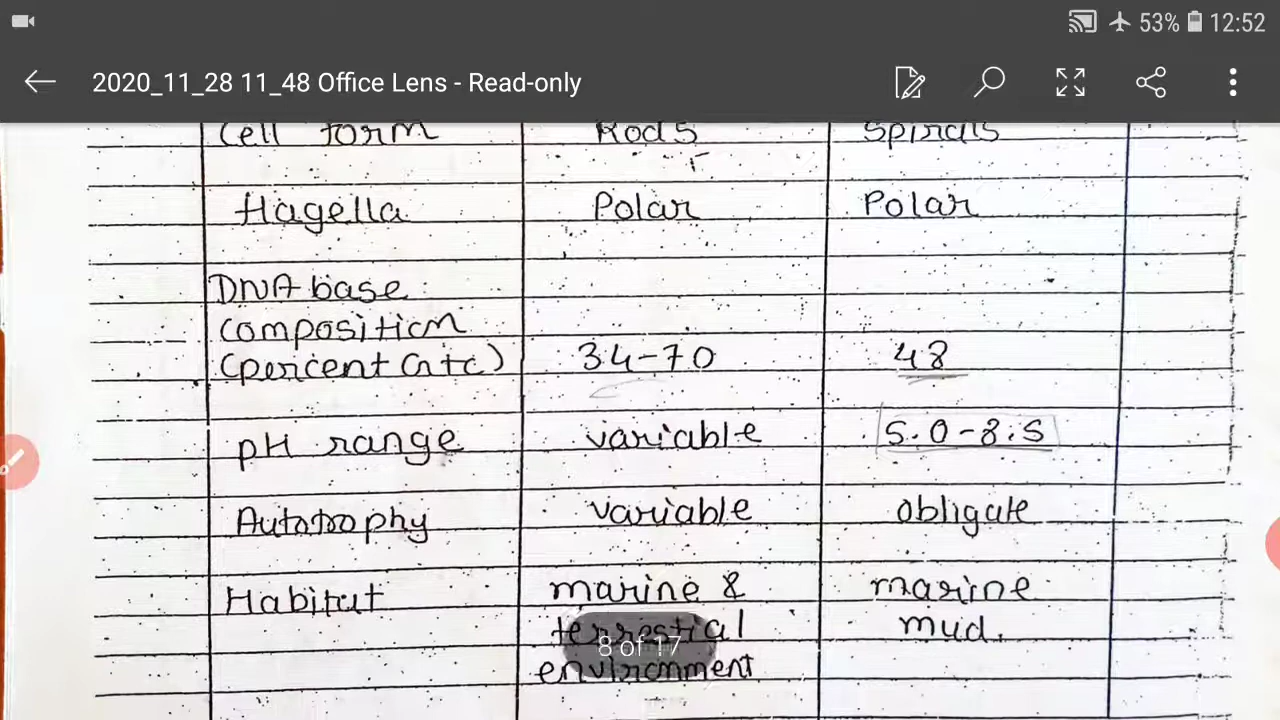 53% 12:52
2020_11_28 11_48 Office Lens - Read-only
Cell form Rods Spirals
Flagella Polar Polar
DNA base
Composition
(percent G+C) 34-70 48
pH range variable 5.0-8.5
Autotrophy variable obligate
Habitut marine & marine
terrestrial mud.
8 of 17
environment